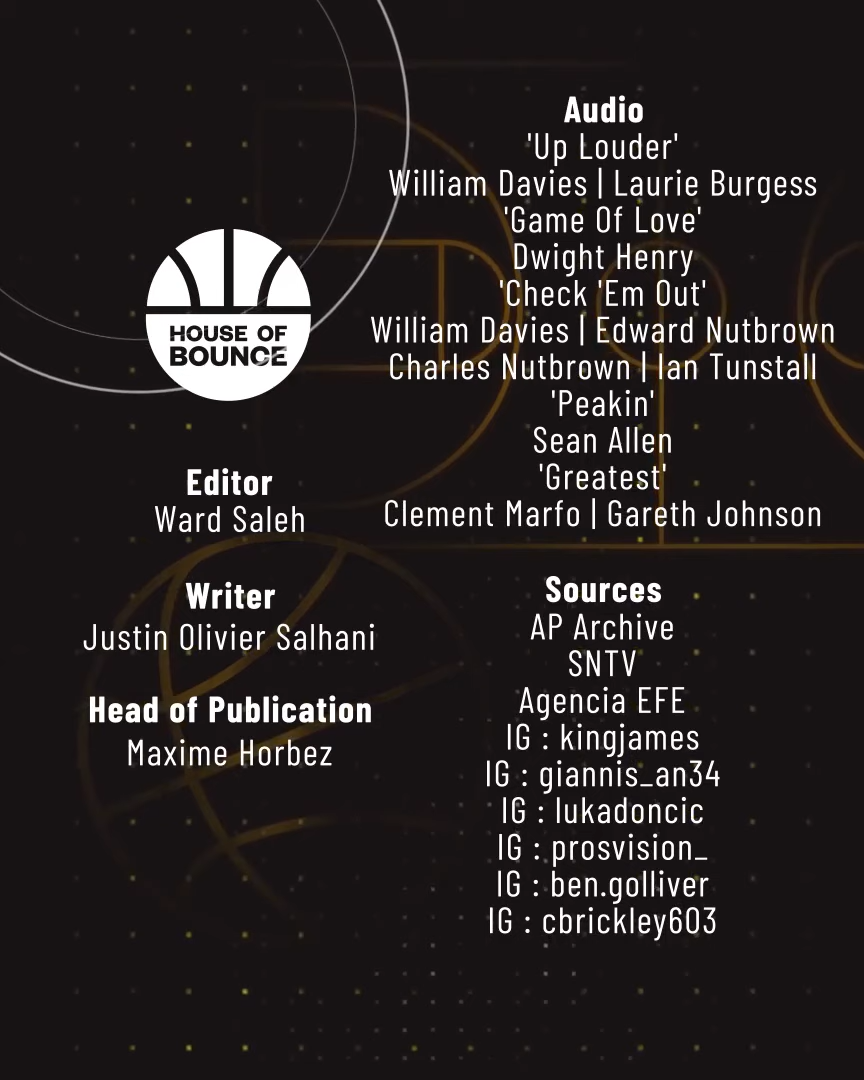 HOUSE OF
BOUNCE
Editor
Ward Saleh
Writer
Justin Olivier Salhani
Head of Publication
Maxime Horbez
Audio
'Up Louder'
William Davies | Laurie Burgess
'Game Of Love'
Dwight Henry
'Check 'Em Out'
William Davies | Edward Nutbrown
Charles Nutbrown | Ian Tunstall
'Peakin'
Sean Allen
'Greatest'
Clement Marfo | Gareth Johnson
Sources
AP Archive
SNTV
Agencia EFE
IG : kingjames
IG : giannis_an34
IG : lukadoncic
IG : prosvision_
IG : ben.golliver
IG : cbrickley603